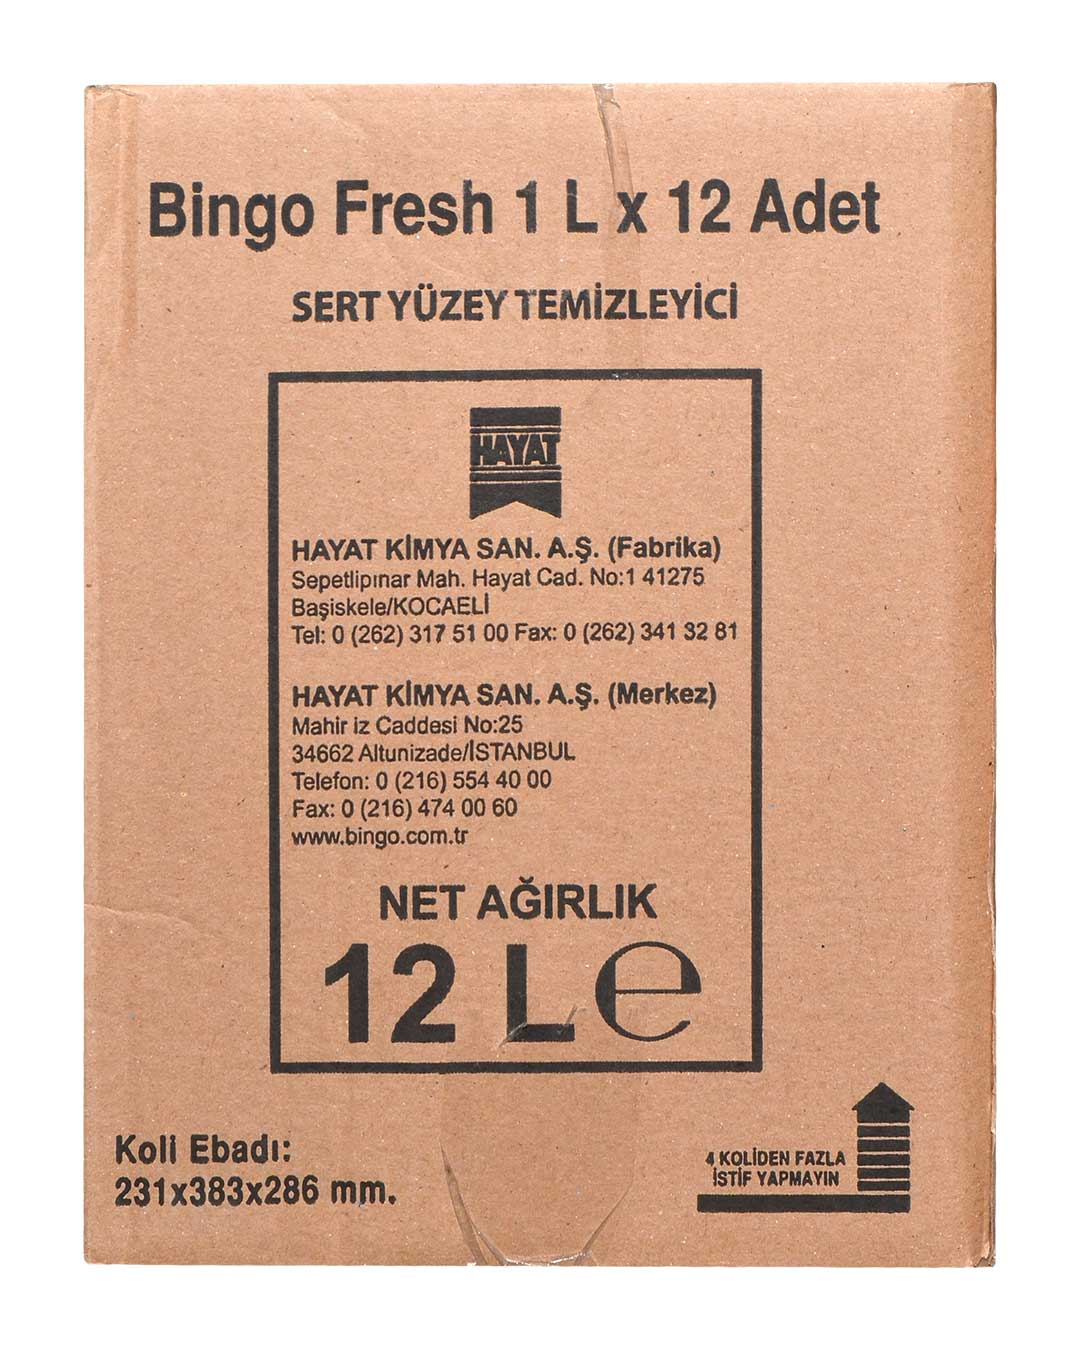 Bingo Fresh 1 L x 12 Adet
SERT YÜZEY TEMİZLEYİCİ
HAYAT
HAYAT KİMYA SAN. A.Ş. (Fabrika)
Sepetlipınar Mah. Hayat Cad. No:1 41275
Başiskele/KOCAELİ
Tel: 0 (262) 317 51 00 Fax: 0 (262) 341 32 81
HAYAT KİMYA SAN. A.Ş. (Merkez)
Mahir iz Caddesi No:25
34662 Altunizade/İSTANBUL
Telefon: 0 (216) 554 40 00
Fax: 0 (216) 474 00 60
www.bingo.com.tr
NET AĞIRLIK
12 L ℮
Koli Ebadı:
231x383x286 mm.
4 KOLİDEN FAZLA
İSTİF YAPMAYIN